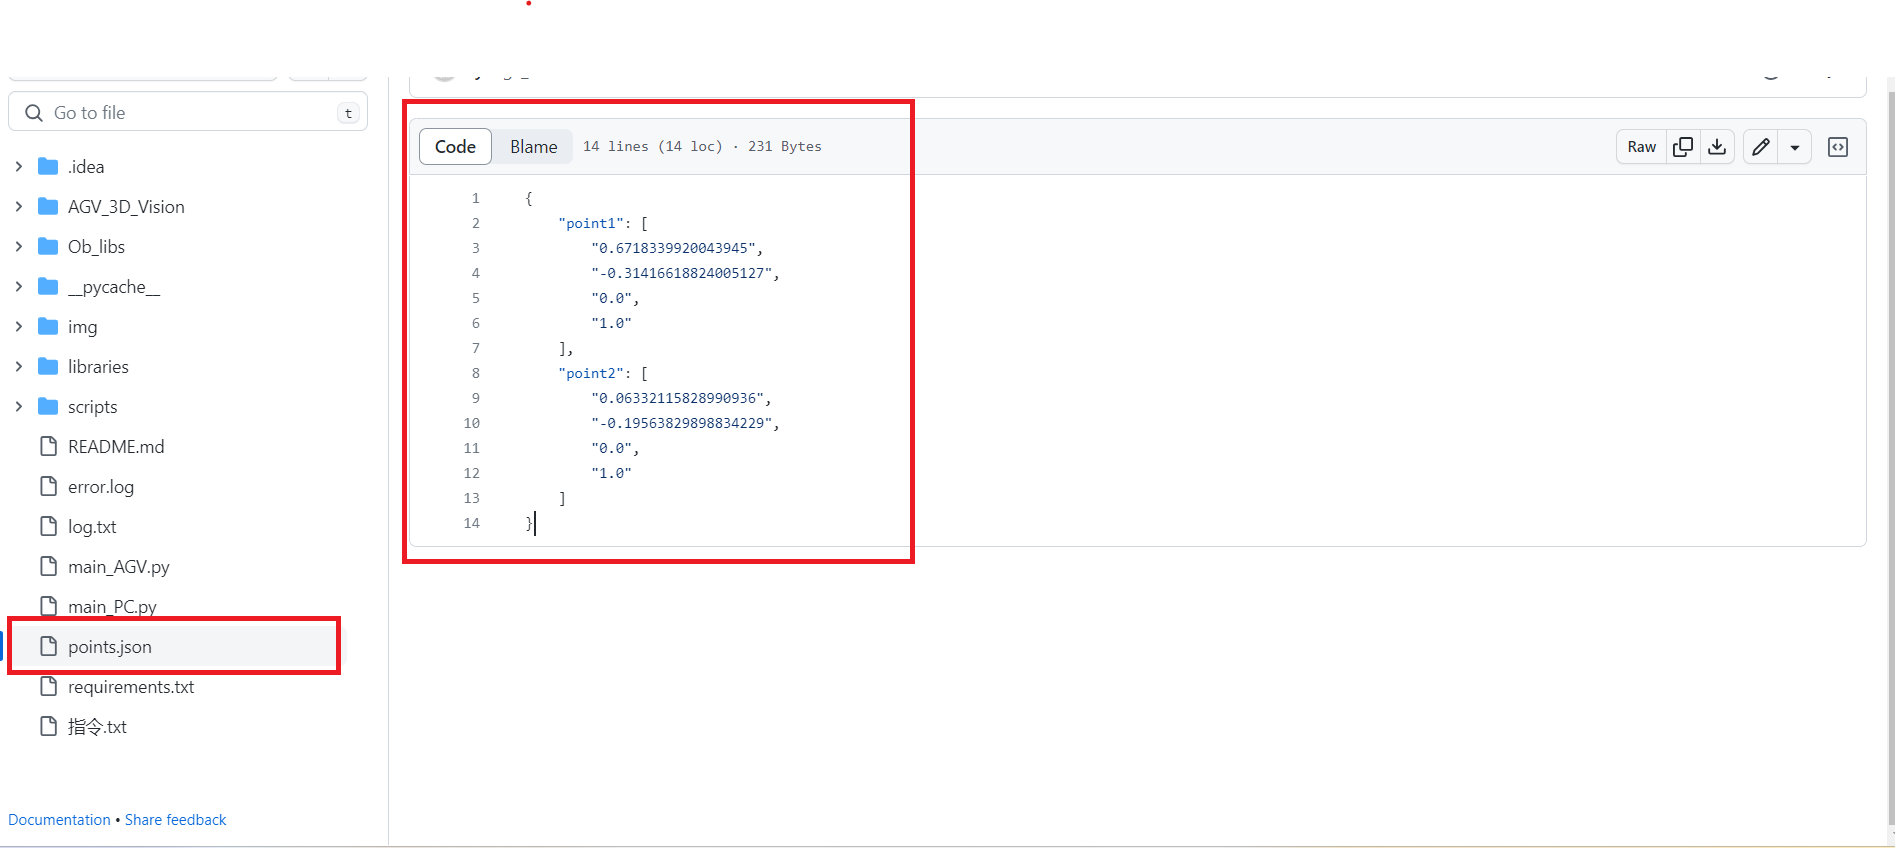 Go to file
t
.idea
AGV_3D_Vision
Ob_libs
__pycache__
img
libraries
scripts
README.md
error.log
log.txt
main_AGV.py
main_PC.py
points.json
requirements.txt
指令.txt
Documentation • Share feedback
Code Blame 14 lines (14 loc) · 231 Bytes
Raw
1 {
2 "point1": [
3 "0.6718339920043945",
4 "-0.31416618824005127",
5 "0.0",
6 "1.0"
7 ],
8 "point2": [
9 "0.06332115828990936",
10 "-0.19563829898834229",
11 "0.0",
12 "1.0"
13 ]
14 }